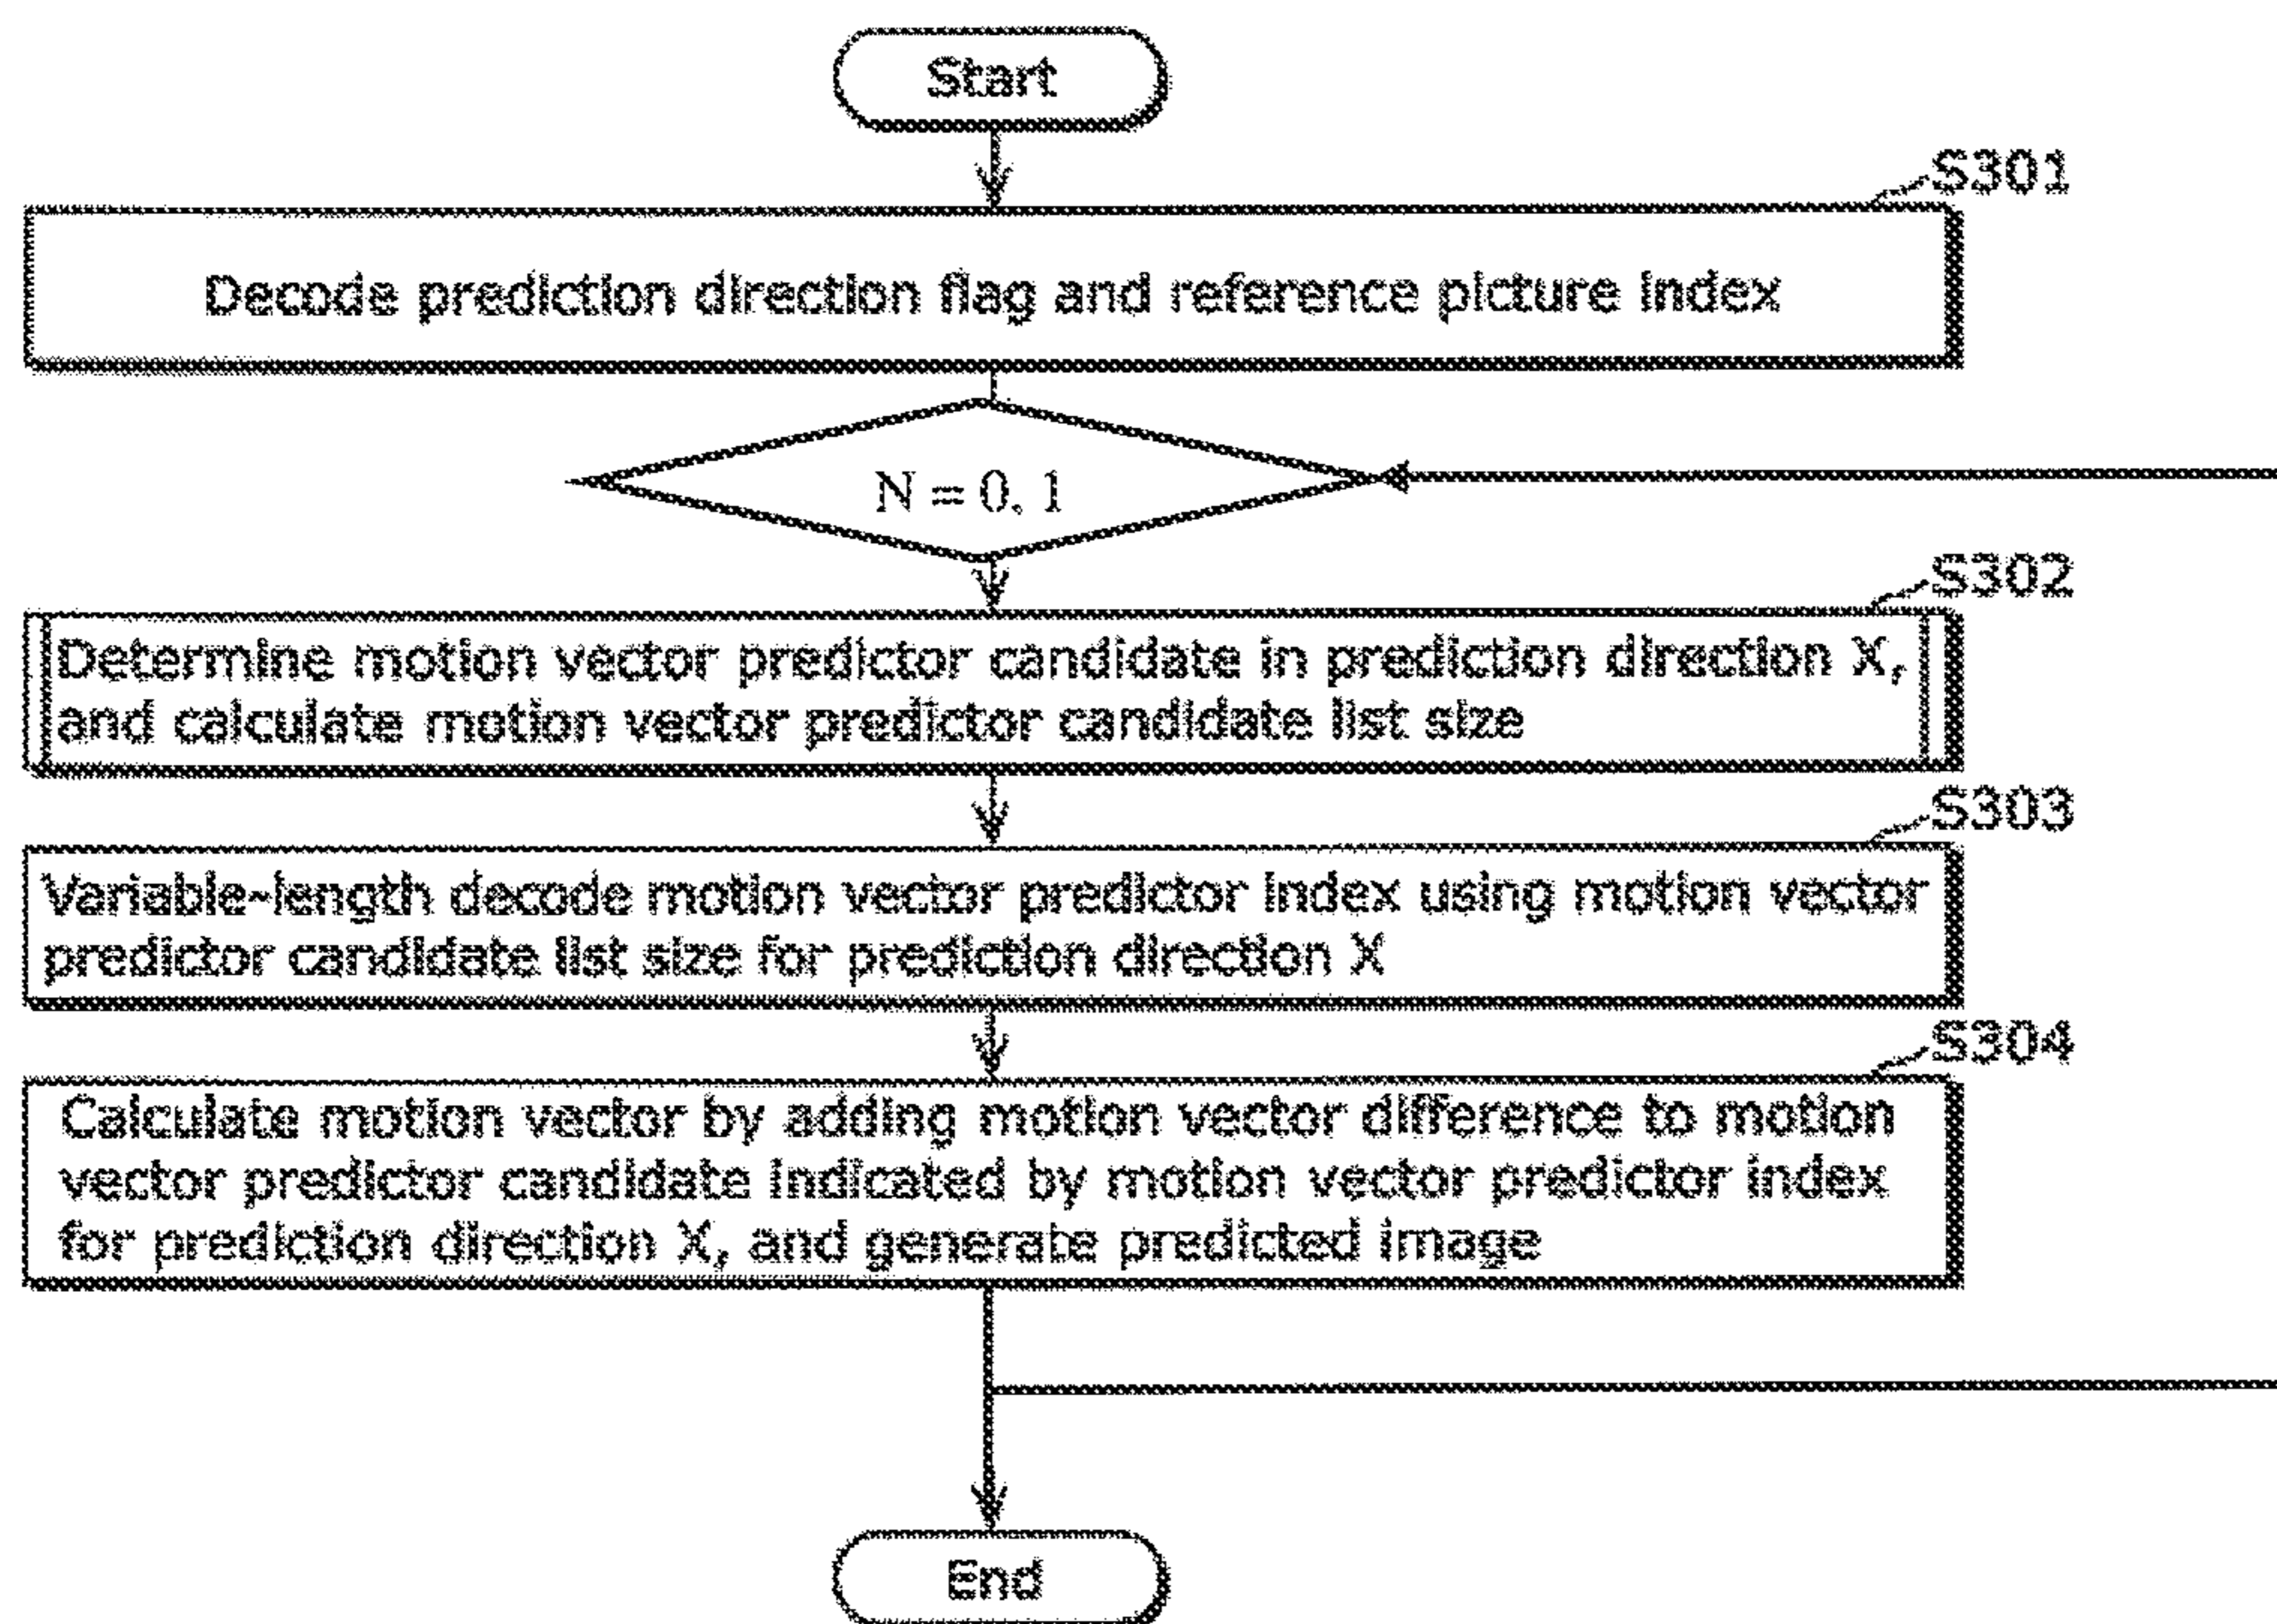 Start
S301
Decode prediction direction flag and reference picture index
N = 0, 1
S302
Determine motion vector predictor candidate in prediction direction X,
and calculate motion vector predictor candidate list size
S303
Variable-length decode motion vector predictor index using motion vector
predictor candidate list size for prediction direction X
S304
Calculate motion vector by adding motion vector difference to motion
vector predictor candidate indicated by motion vector predictor index
for prediction direction X, and generate predicted image
End